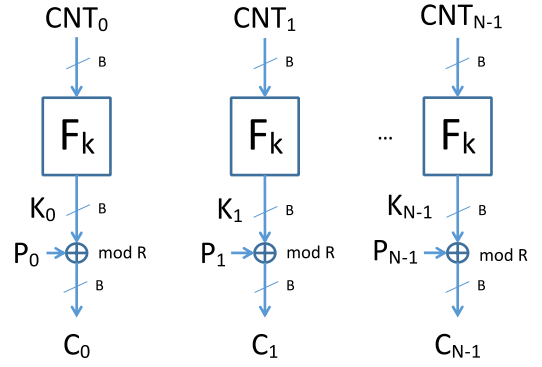 CNT0 CNT1 CNTN-1
B B B
Fk Fk ... Fk
K0 B K1 B KN-1 B
P0 mod R P1 mod R PN-1 mod R
B B B
C0 C1 CN-1